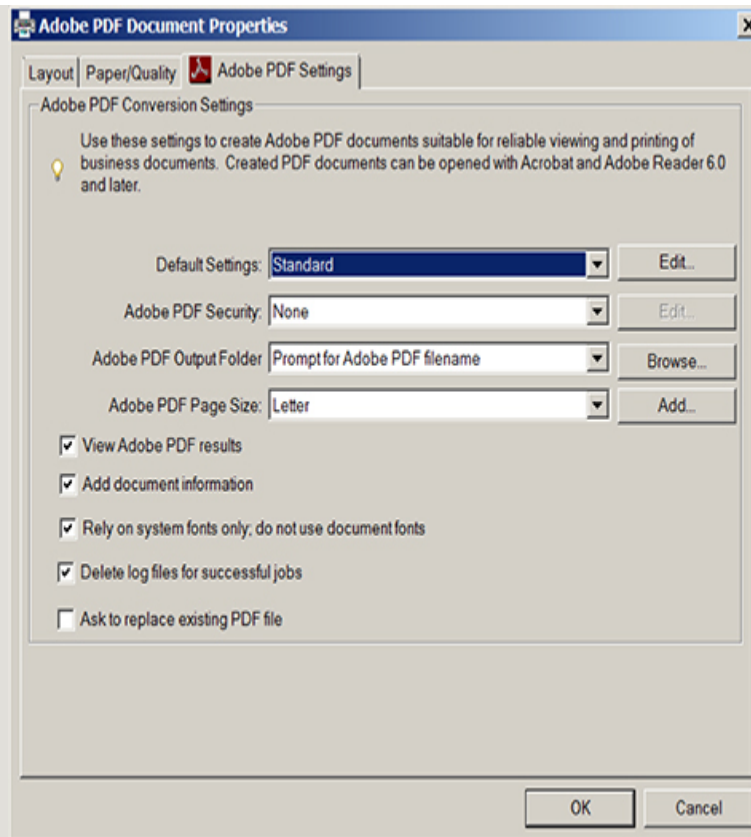 Adobe PDF Document Properties
Layout Paper/Quality Adobe PDF Settings
Adobe PDF Conversion Settings
Use these settings to create Adobe PDF documents suitable for reliable viewing and printing of
business documents. Created PDF documents can be opened with Acrobat and Adobe Reader 6.0
and later.
Default Settings: Standard Edit...
Adobe PDF Security: None Edit...
Adobe PDF Output Folder Prompt for Adobe PDF filename Browse...
Adobe PDF Page Size: Letter Add...
View Adobe PDF results
Add document information
Rely on system fonts only; do not use document fonts
Delete log files for successful jobs
Ask to replace existing PDF file
OK Cancel